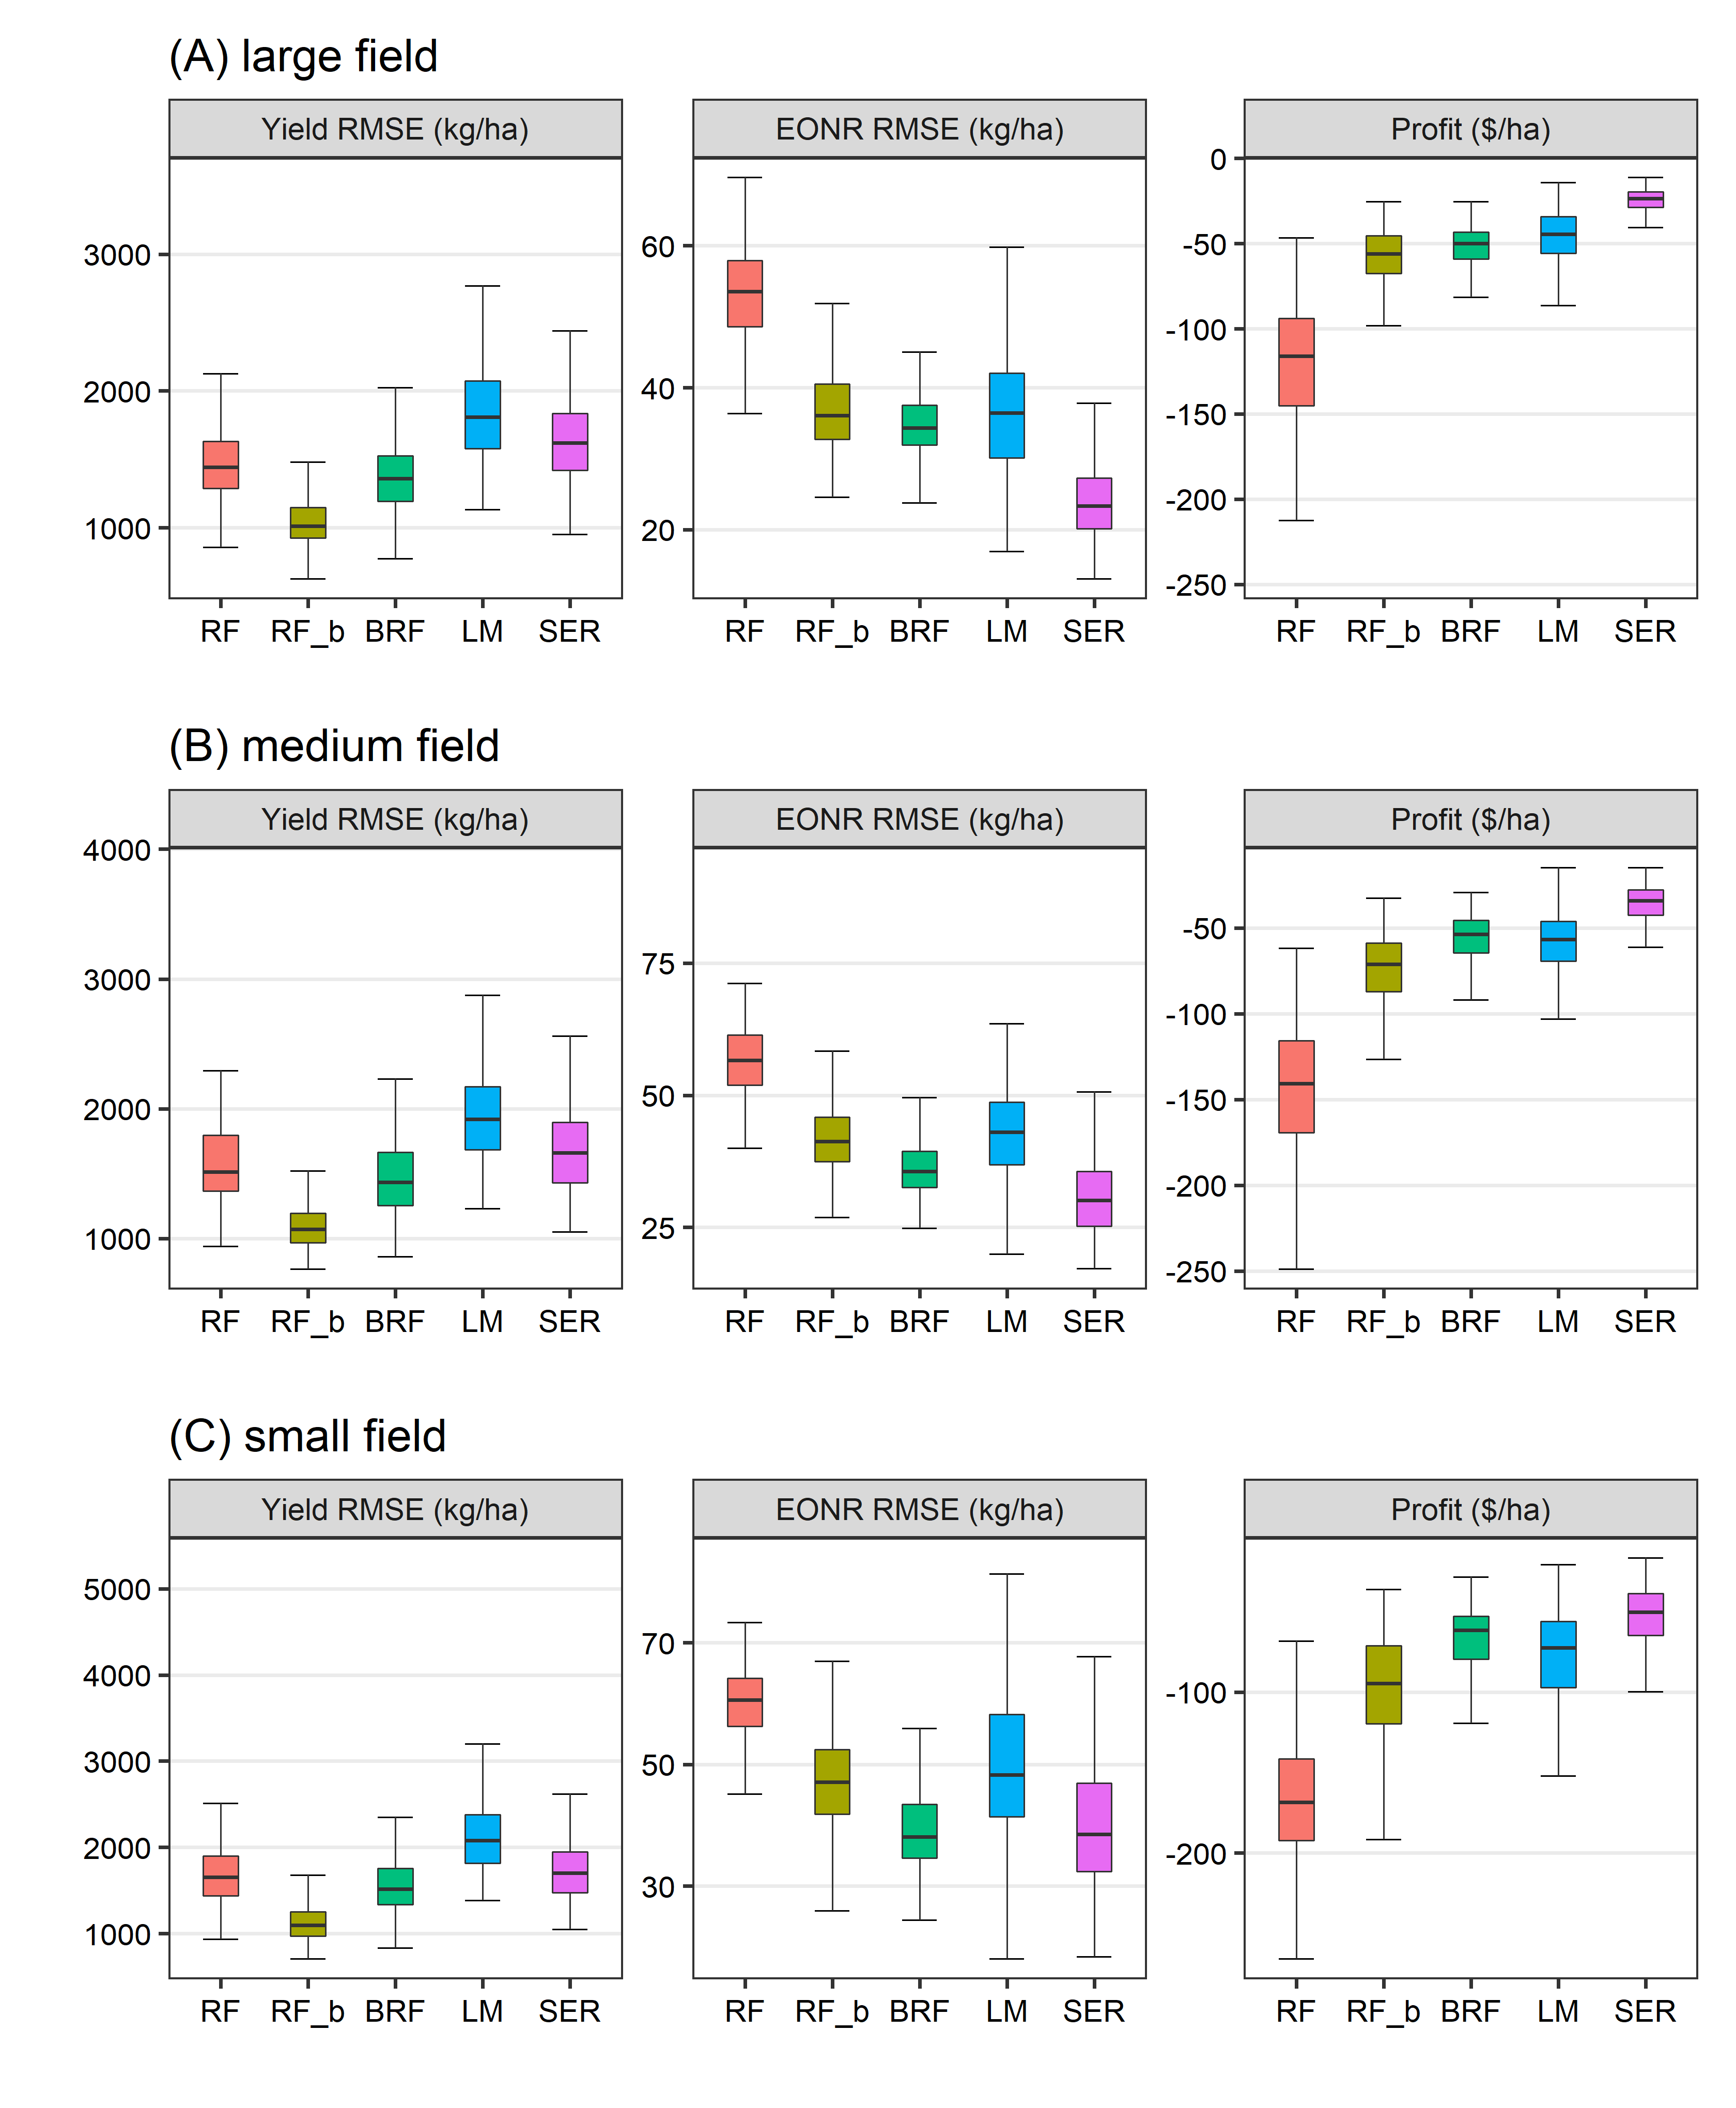 (A) large field
Yield RMSE (kg/ha)
3000
2000
1000
RF RF_b BRF LM SER
EONR RMSE (kg/ha)
60
40
20
RF RF_b BRF LM SER
Profit ($/ha)
0
-50
-100
-150
-200
-250
RF RF_b BRF LM SER
(B) medium field
Yield RMSE (kg/ha)
4000
3000
2000
1000
RF RF_b BRF LM SER
EONR RMSE (kg/ha)
75
50
25
RF RF_b BRF LM SER
Profit ($/ha)
-50
-100
-150
-200
-250
RF RF_b BRF LM SER
(C) small field
Yield RMSE (kg/ha)
5000
4000
3000
2000
1000
RF RF_b BRF LM SER
EONR RMSE (kg/ha)
70
50
30
RF RF_b BRF LM SER
Profit ($/ha)
-100
-200
RF RF_b BRF LM SER